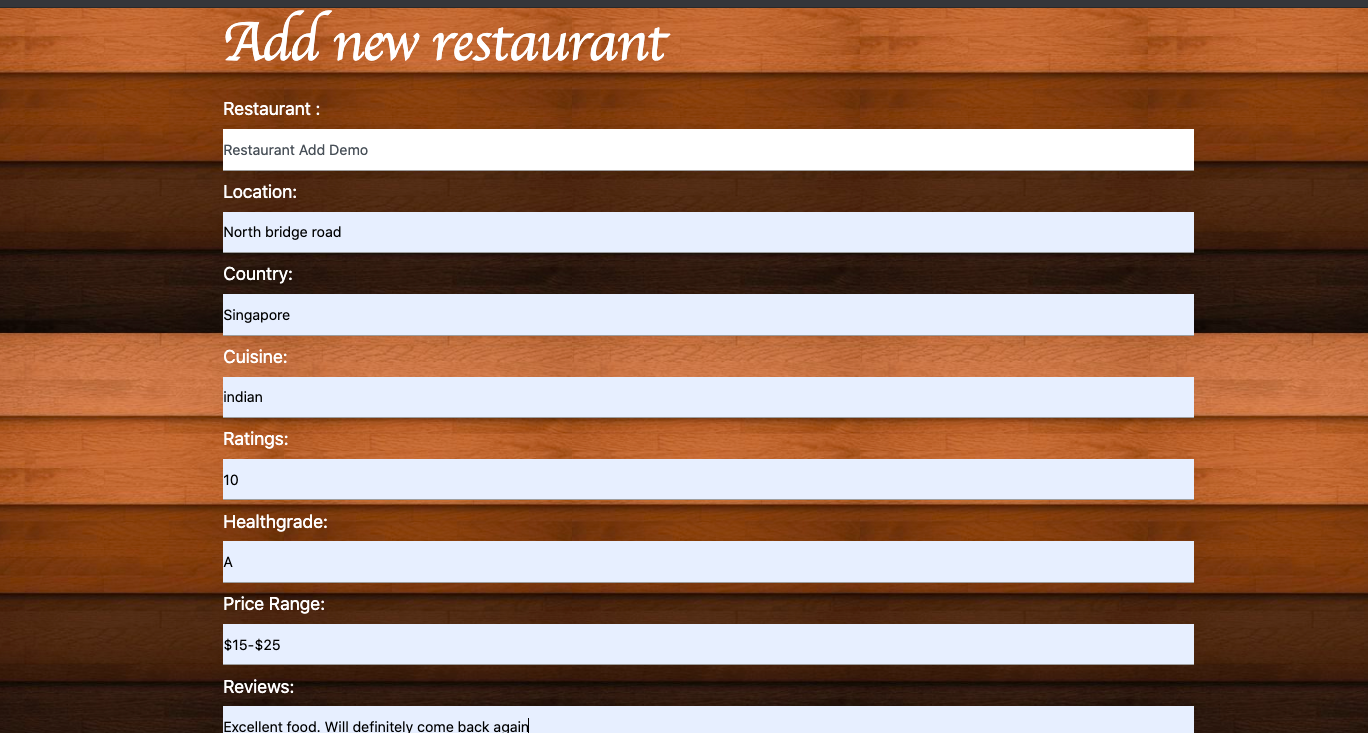 Add new restaurant
Restaurant :
Restaurant Add Demo
Location:
North bridge road
Country:
Singapore
Cuisine:
indian
Ratings:
10
Healthgrade:
A
Price Range:
$15-$25
Reviews:
Excellent food. Will definitely come back again